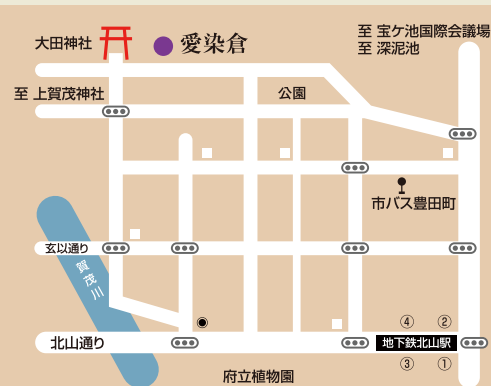 大田神社
愛染倉
至 宝ケ池国際会議場
至 深泥池
至 上賀茂神社
公園
市バス豊田町
玄以通り
賀茂川
④ ②
北山通り
地下鉄北山駅
③ ①
府立植物園